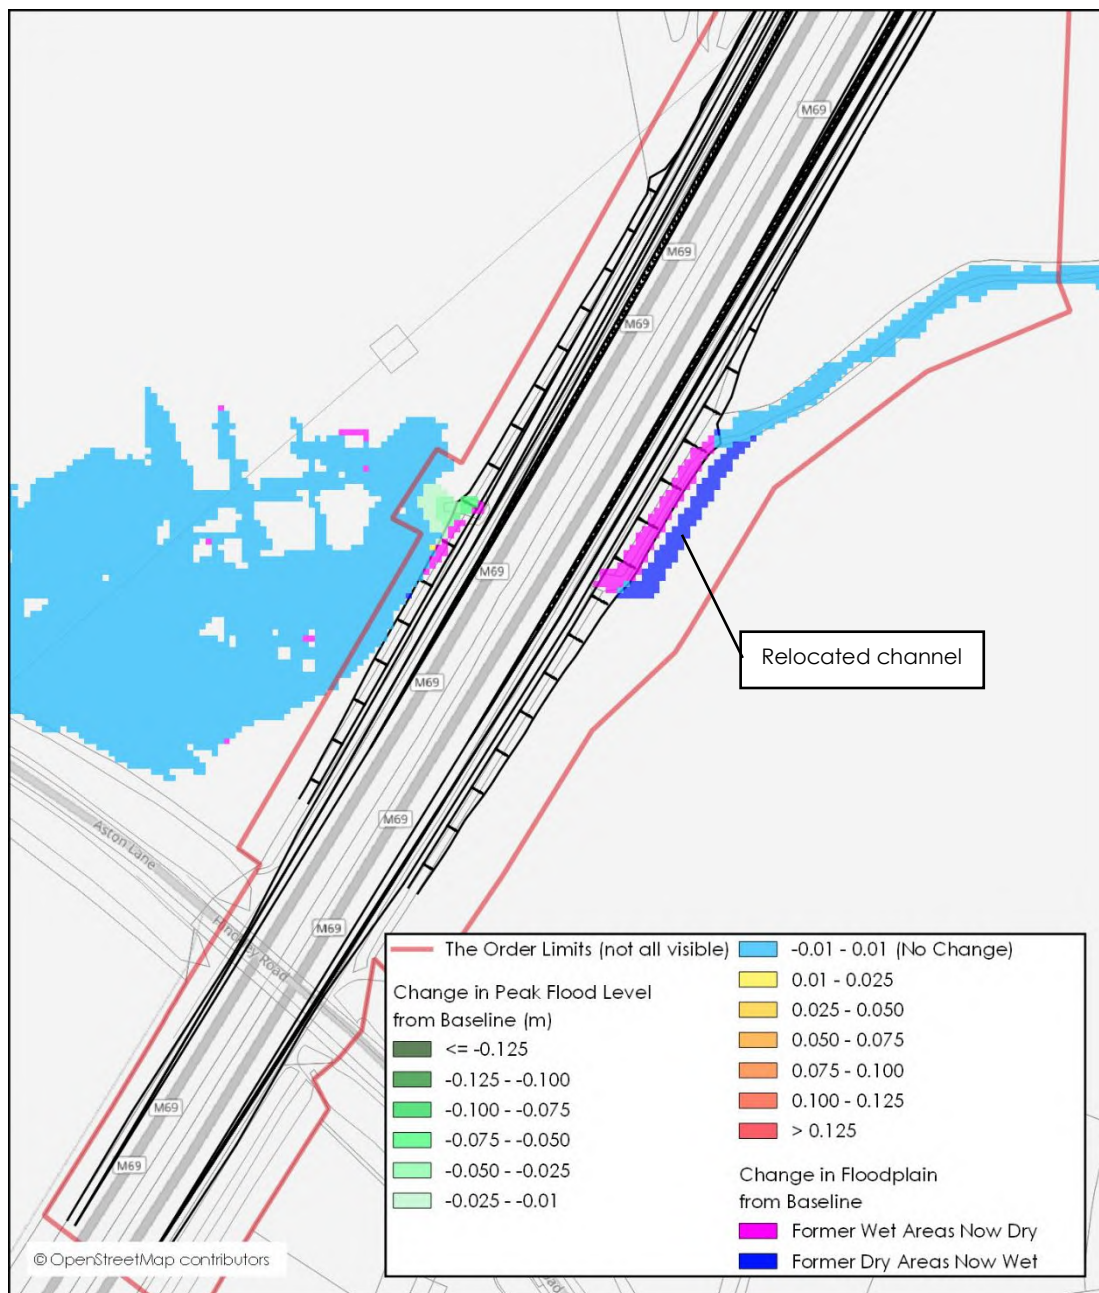 M69
M69
M69
M69
M69
Relocated channel
M69
Aston Lane
Hinckley Road
M69
M69
M69
The Order Limits (not all visible)
Change in Peak Flood Level
from Baseline (m)
<= -0.125
-0.125 - -0.100
-0.100 - -0.075
-0.075 - -0.050
-0.050 - -0.025
-0.025 - -0.01
-0.01 - 0.01 (No Change)
0.01 - 0.025
0.025 - 0.050
0.050 - 0.075
0.075 - 0.100
0.100 - 0.125
> 0.125
Change in Floodplain
from Baseline
Former Wet Areas Now Dry
Former Dry Areas Now Wet
© OpenStreetMap contributors